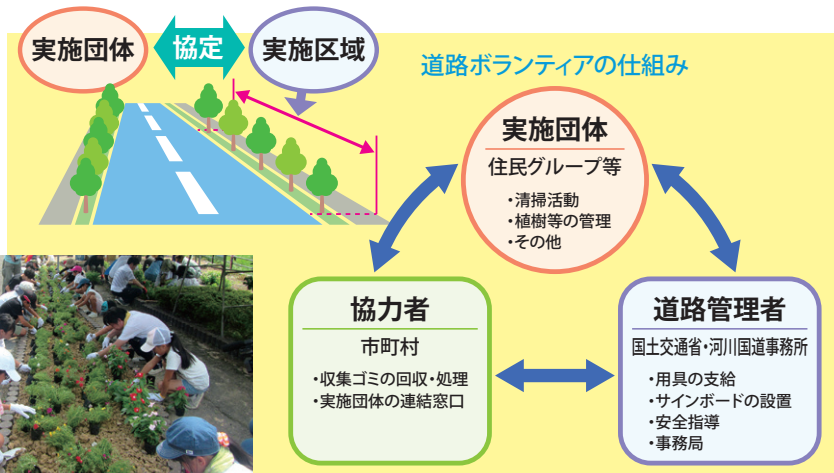 実施団体
協定
実施区域
道路ボランティアの仕組み
実施団体
住民グループ等
・清掃活動
・植樹等の管理
・その他
協力者
市町村
・収集ゴミの回収・処理
・実施団体の連結窓口
道路管理者
国土交通省・河川国道事務所
・用具の支給
・サインボードの設置
・安全指導
・事務局